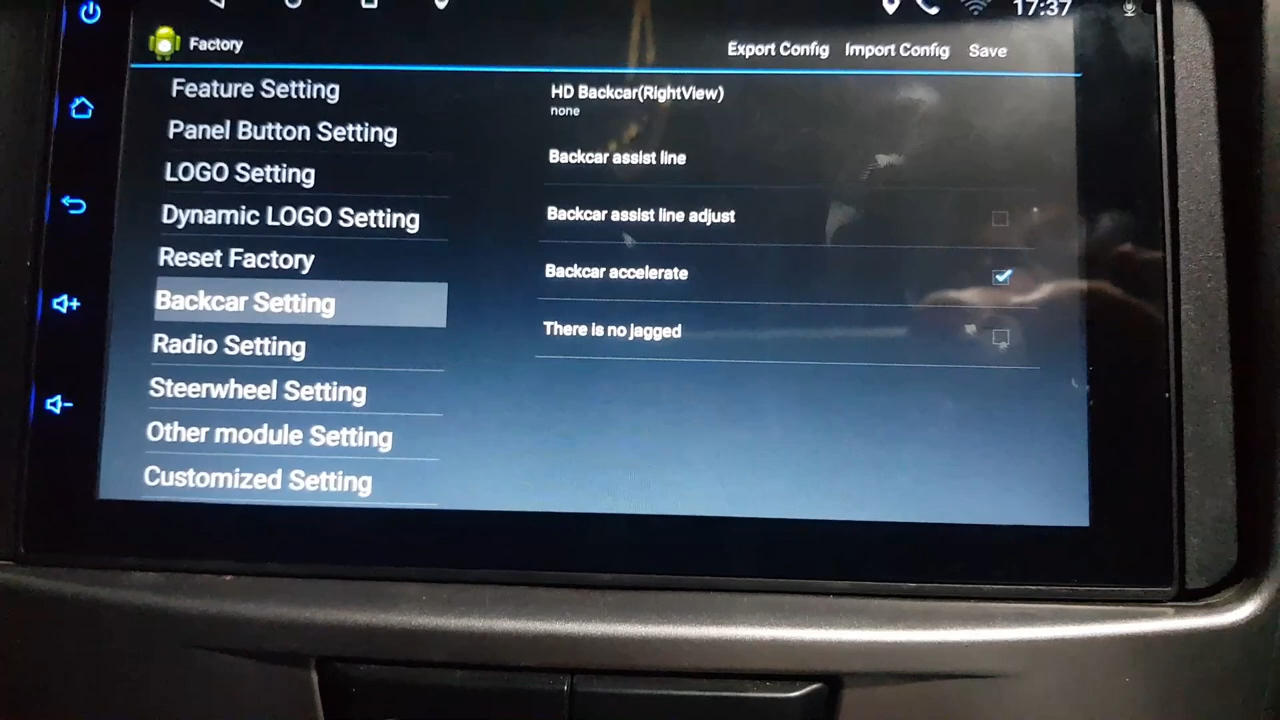 17:37
Factory
Export Config
Import Config
Save
Feature Setting
Panel Button Setting
LOGO Setting
Dynamic LOGO Setting
Reset Factory
Backcar Setting
Radio Setting
Steerwheel Setting
Other module Setting
Customized Setting
HD Backcar(RightView)
none
Backcar assist line
Backcar assist line adjust
Backcar accelerate
There is no jagged